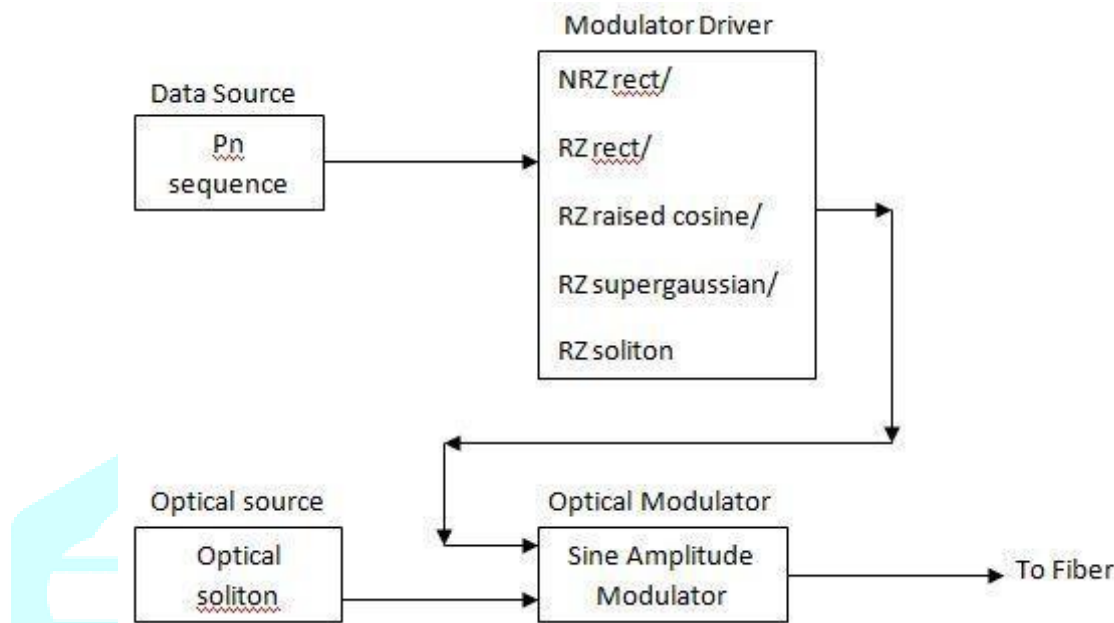 Modulator Driver
NRZ rect/
Data Source
Pn
sequence
RZ rect/
RZ raised cosine/
RZ supergaussian/
RZ soliton
Optical source
Optical
soliton
Optical Modulator
Sine Amplitude
Modulator
To Fiber